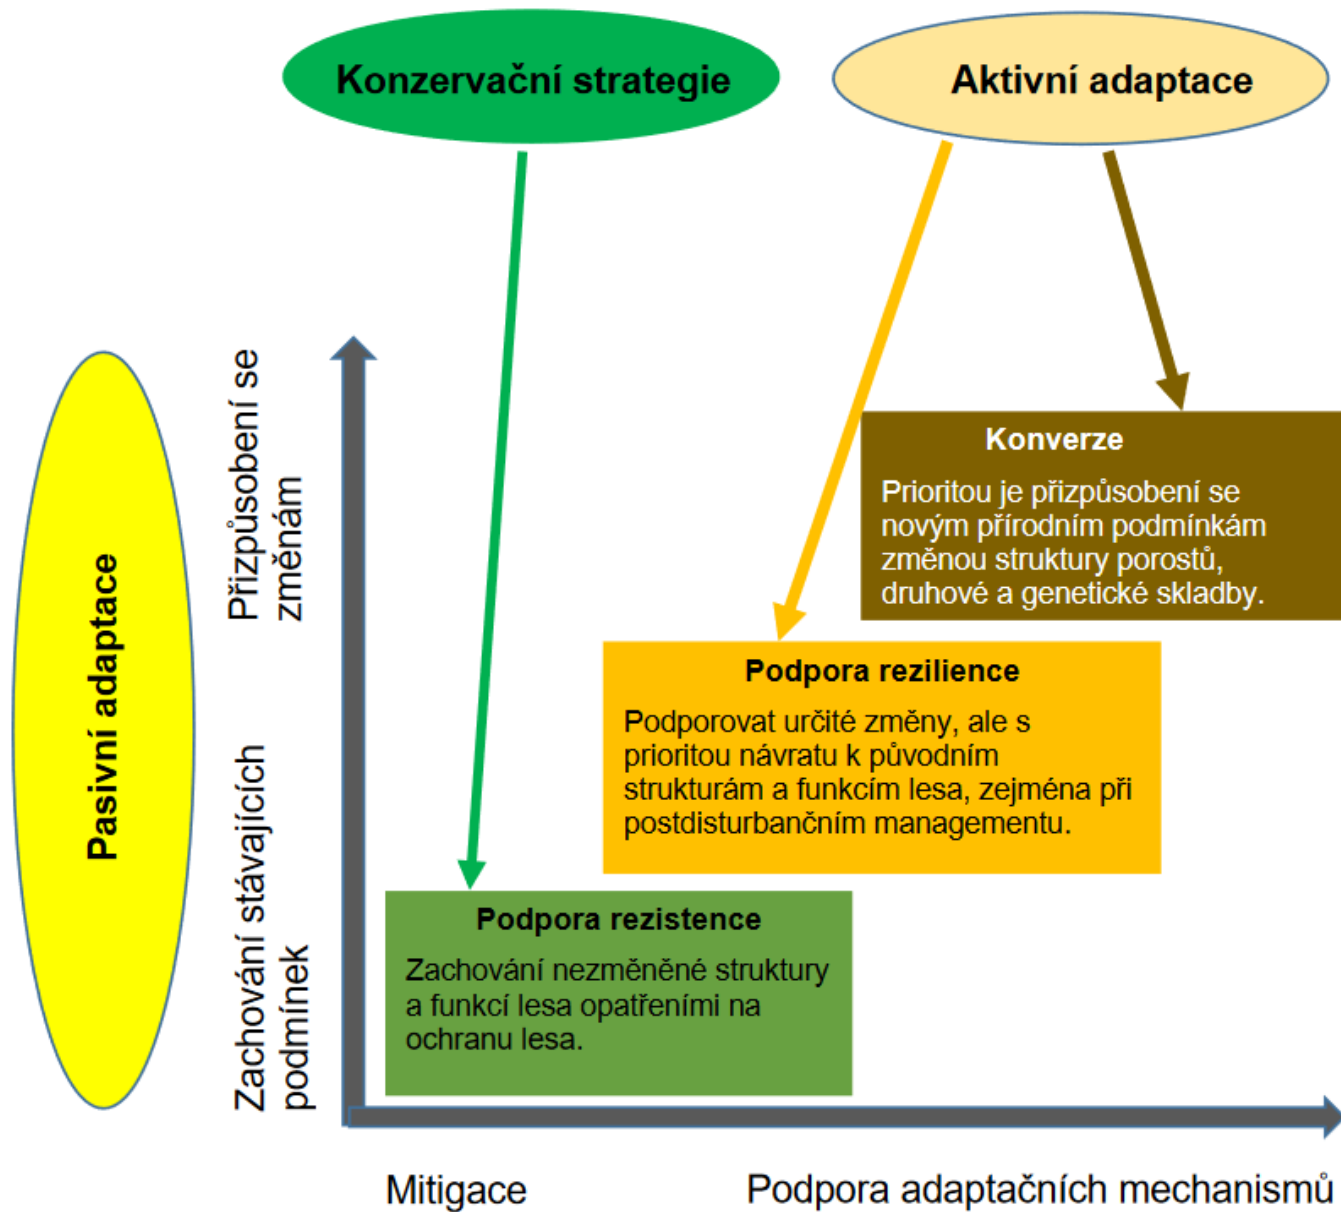 Konzervační strategie
Aktivní adaptace
Pasivní adaptace
Přizpůsobení se
změnám
Zachování stávajících
podmínek
Konverze
Prioritou je přizpůsobení se
novým přírodním podmínkám
změnou struktury porostů,
druhové a genetické skladby.
Podpora rezilience
Podporovat určité změny, ale s
prioritou návratu k původním
strukturám a funkcím lesa, zejména při
postdisturbančním managementu.
Podpora rezistence
Zachování nezměněné struktury
a funkcí lesa opatřeními na
ochranu lesa.
Mitigace
Podpora adaptačních mechanismů